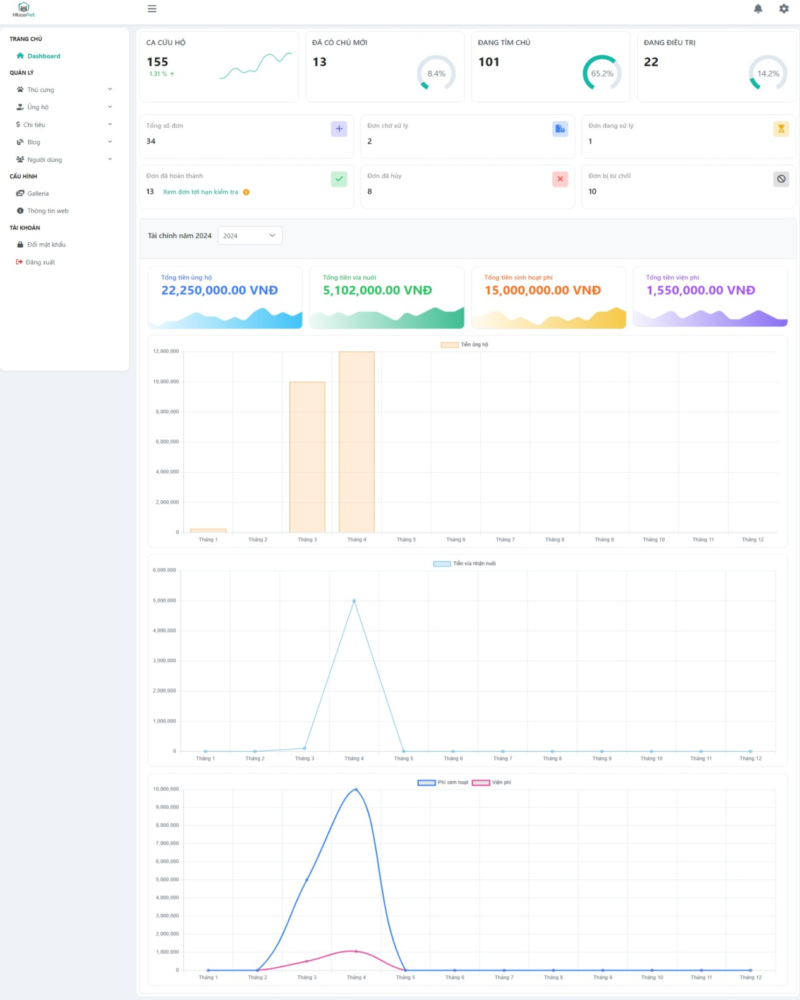 HucePet
TRANG CHỦ
Dashboard
QUẢN LÝ
Thú cưng
Ủng hộ
Chi tiêu
Blog
Người dùng
CẤU HÌNH
Galleria
Thông tin web
TÀI KHOẢN
Đổi mật khẩu
Đăng xuất
CA CỨU HỘ
155
1.31 %
ĐÃ CÓ CHỦ MỚI
13
8.4%
ĐANG TÌM CHỦ
101
65.2%
ĐANG ĐIỀU TRỊ
22
14.2%
Tổng số đơn
34
Đơn chờ xử lý
2
Đơn đang xử lý
1
Đơn đã hoàn thành
13 Xem đơn tới hạn kiểm tra
Đơn đã hủy
8
Đơn bị từ chối
10
Tài chính năm 2024 2024
Tổng tiền ủng hộ
22,250,000.00 VNĐ
Tổng tiền vía nuôi
5,102,000.00 VNĐ
Tổng tiền sinh hoạt phí
15,000,000.00 VNĐ
Tổng tiền viện phí
1,550,000.00 VNĐ
Tiền ủng hộ
12,000,000
10,000,000
8,000,000
6,000,000
4,000,000
2,000,000
0
Tháng 1 Tháng 2 Tháng 3 Tháng 4 Tháng 5 Tháng 6 Tháng 7 Tháng 8 Tháng 9 Tháng 10 Tháng 11 Tháng 12
Tiền vía nhận nuôi
6,000,000
5,000,000
4,000,000
3,000,000
2,000,000
1,000,000
0
Tháng 1 Tháng 2 Tháng 3 Tháng 4 Tháng 5 Tháng 6 Tháng 7 Tháng 8 Tháng 9 Tháng 10 Tháng 11 Tháng 12
Phí sinh hoạt Viện phí
10,000,000
9,000,000
8,000,000
7,000,000
6,000,000
5,000,000
4,000,000
3,000,000
2,000,000
1,000,000
0
Tháng 1 Tháng 2 Tháng 3 Tháng 4 Tháng 5 Tháng 6 Tháng 7 Tháng 8 Tháng 9 Tháng 10 Tháng 11 Tháng 12